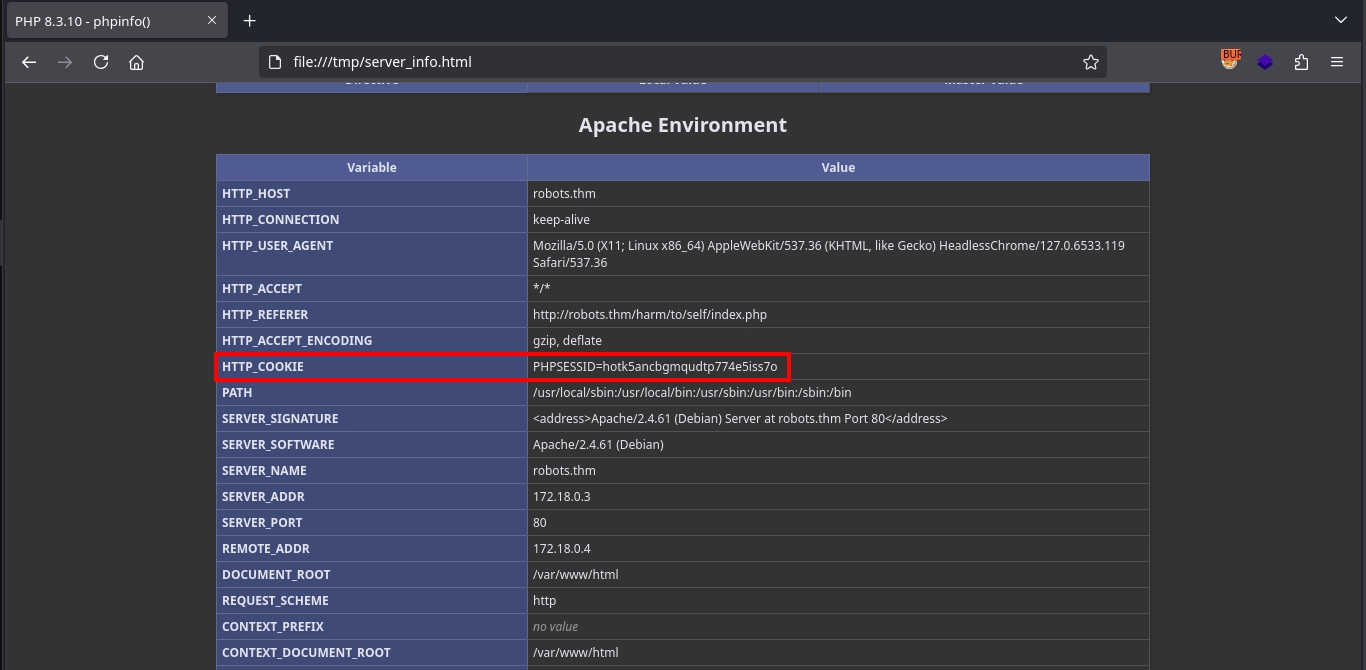 PHP 8.3.10 - phpinfo()
file:///tmp/server_info.html
BUR
Directive Local Value Master Value
Apache Environment
Variable Value
HTTP_HOST robots.thm
HTTP_CONNECTION keep-alive
HTTP_USER_AGENT Mozilla/5.0 (X11; Linux x86_64) AppleWebKit/537.36 (KHTML, like Gecko) HeadlessChrome/127.0.6533.119
Safari/537.36
HTTP_ACCEPT */*
HTTP_REFERER http://robots.thm/harm/to/self/index.php
HTTP_ACCEPT_ENCODING gzip, deflate
HTTP_COOKIE PHPSESSID=hotk5ancbgmqudtp774e5iss7o
PATH /usr/local/sbin:/usr/local/bin:/usr/sbin:/usr/bin:/sbin:/bin
SERVER_SIGNATURE <address>Apache/2.4.61 (Debian) Server at robots.thm Port 80</address>
SERVER_SOFTWARE Apache/2.4.61 (Debian)
SERVER_NAME robots.thm
SERVER_ADDR 172.18.0.3
SERVER_PORT 80
REMOTE_ADDR 172.18.0.4
DOCUMENT_ROOT /var/www/html
REQUEST_SCHEME http
CONTEXT_PREFIX no value
CONTEXT_DOCUMENT_ROOT /var/www/html